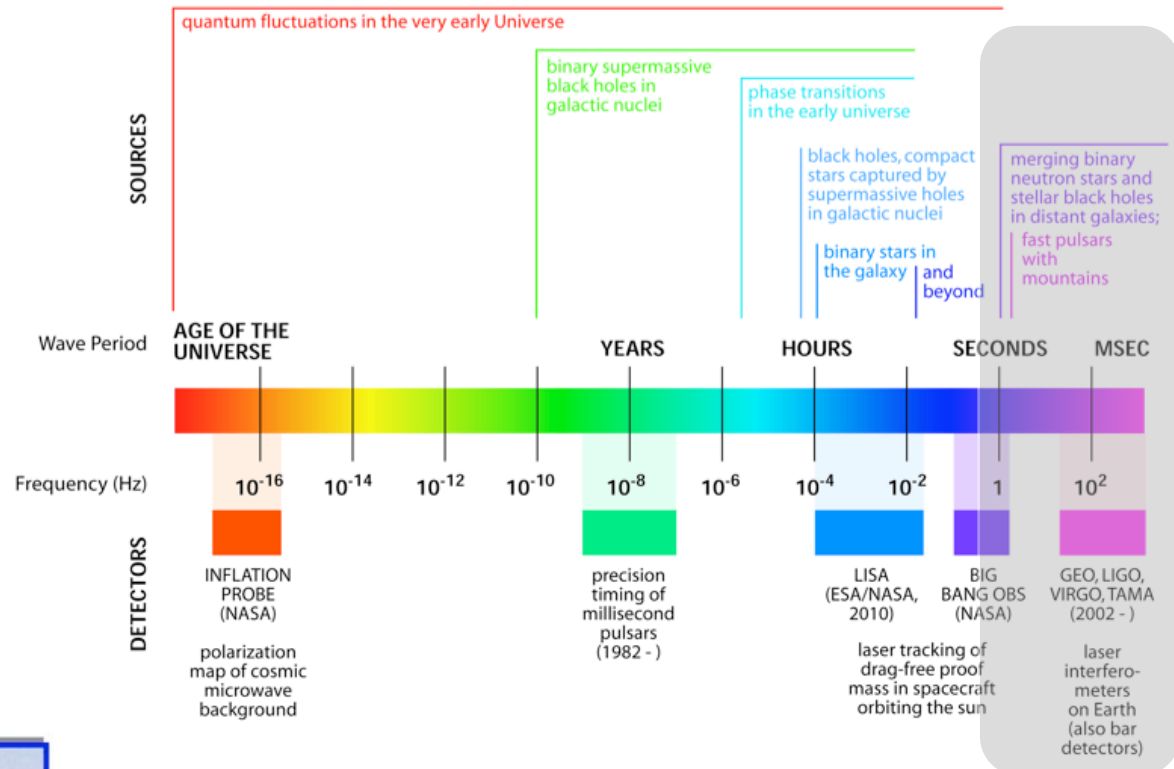 quantum fluctuations in the very early Universe
binary supermassive
black holes in
galactic nuclei
phase transitions
in the early universe
black holes, compact
stars captured by
supermassive holes
in galactic nuclei
merging binary
neutron stars and
stellar black holes
in distant galaxies;
binary stars in
the galaxy
and
beyond
fast pulsars
with
mountains
SOURCES
Wave Period
AGE OF THE
UNIVERSE
YEARS
HOURS
SECONDS
MSEC
Frequency (Hz)
10⁻¹⁶
10⁻¹⁴
10⁻¹²
10⁻¹⁰
10⁻⁸
10⁻⁶
10⁻⁴
10⁻²
1
10²
DETECTORS
INFLATION
PROBE
(NASA)
polarization
map of cosmic
microwave
background
precision
timing of
millisecond
pulsars
(1982 - )
LISA
(ESA/NASA,
2010)
BIG
BANG OBS
(NASA)
laser tracking of
drag-free proof
mass in spacecraft
orbiting the sun
GEO, LIGO,
VIRGO, TAMA
(2002 - )
laser
interfero-
meters
on Earth
(also bar
detectors)